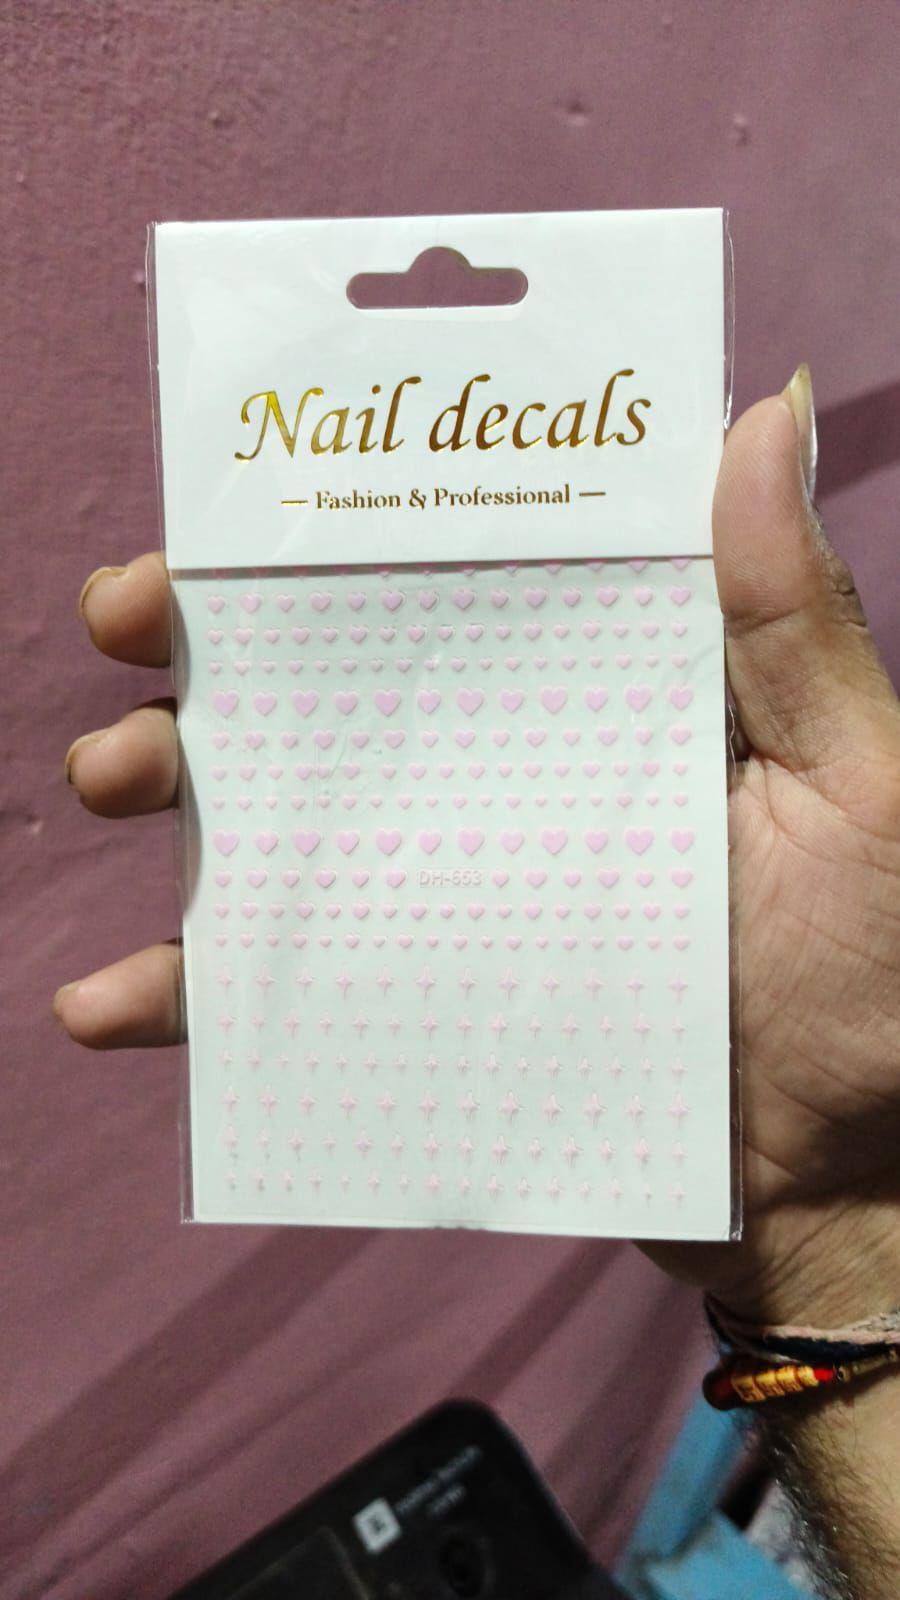 Nail decals
— Fashion & Professional —
DH-653